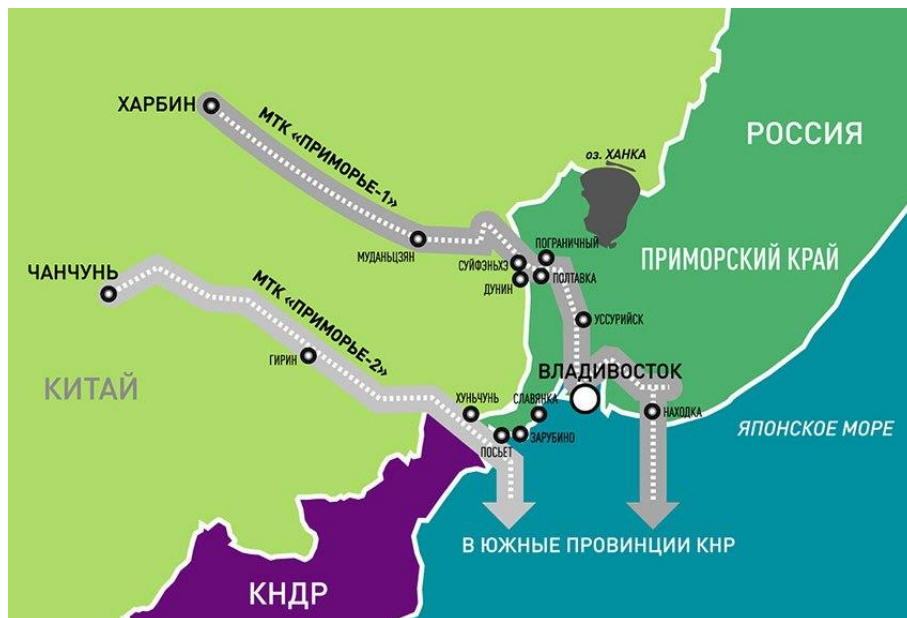 ХАРБИН
МТК «ПРИМОРЬЕ-1»
РОССИЯ
оз. ХАНКА
МУДАНЬЦЗЯН
ПОГРАНИЧНЫЙ
СУЙФЭНЬХЭ
ПРИМОРСКИЙ КРАЙ
ЧАНЧУНЬ
ДУНИН
ПОЛТАВКА
МТК «ПРИМОРЬЕ-2»
УССУРИЙСК
ГИРИН
ВЛАДИВОСТОК
КИТАЙ
ХУНЬЧУНЬ
СЛАВЯНКА
НАХОДКА
ЯПОНСКОЕ МОРЕ
ПОСЬЕТ
ЗАРУБИНО
В ЮЖНЫЕ ПРОВИНЦИИ КНР
КНДР